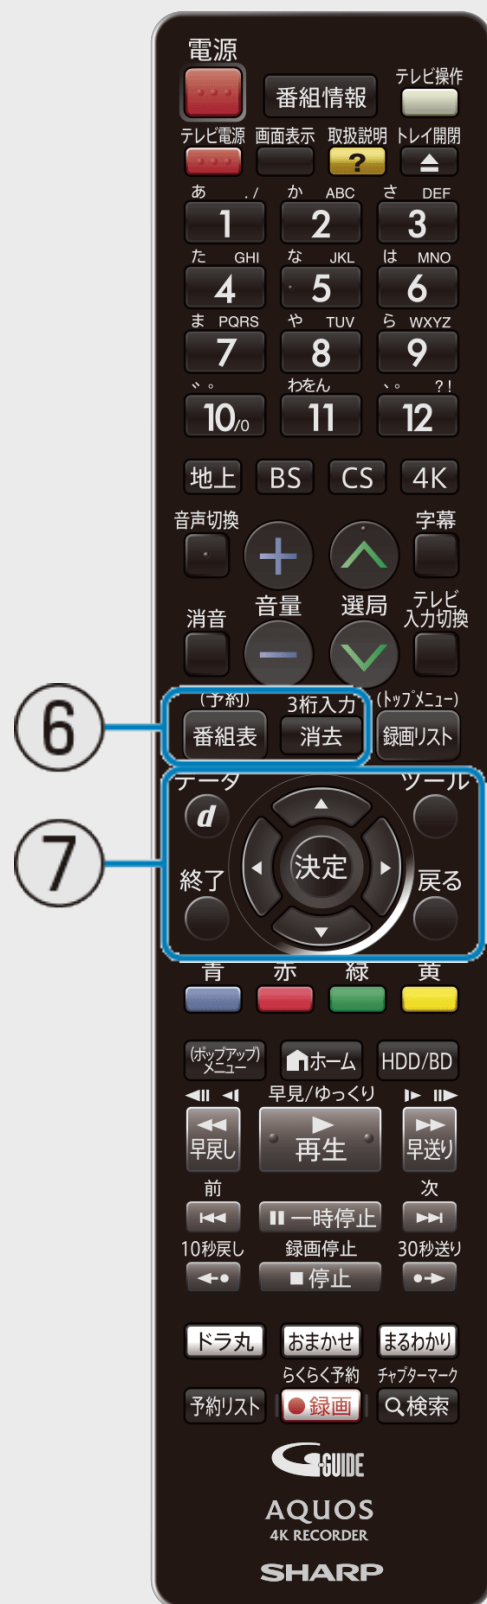 電源
番組情報
テレビ操作
テレビ電源 画面表示 取扱説明 トレイ開閉
?
あ ./ か ABC さ DEF
1 2 3
た GHI な JKL は MNO
4 5 6
ま PQRS や TUV ら WXYZ
7 8 9
゛゜ わをん 、。 ?!
10/0 11 12
地上 BS CS 4K
音声切換 字幕
+
消音 音量 選局 テレビ
入力切換
−
⑥
(予約) 3桁入力 (トップメニュー)
番組表 消去 録画リスト
⑦
データ ツール
d
決定
終了 戻る
青 赤 緑 黄
(ポップアップ)
メニュー
ホーム HDD/BD
早見/ゆっくり
早戻し 再生 早送り
前 次
一時停止
10秒戻し 録画停止 30秒送り
停止
ドラ丸 おまかせ まるわかり
らくらく予約 チャプターマーク
予約リスト 録画 検索
G-GUIDE
AQUOS
4K RECORDER
SHARP